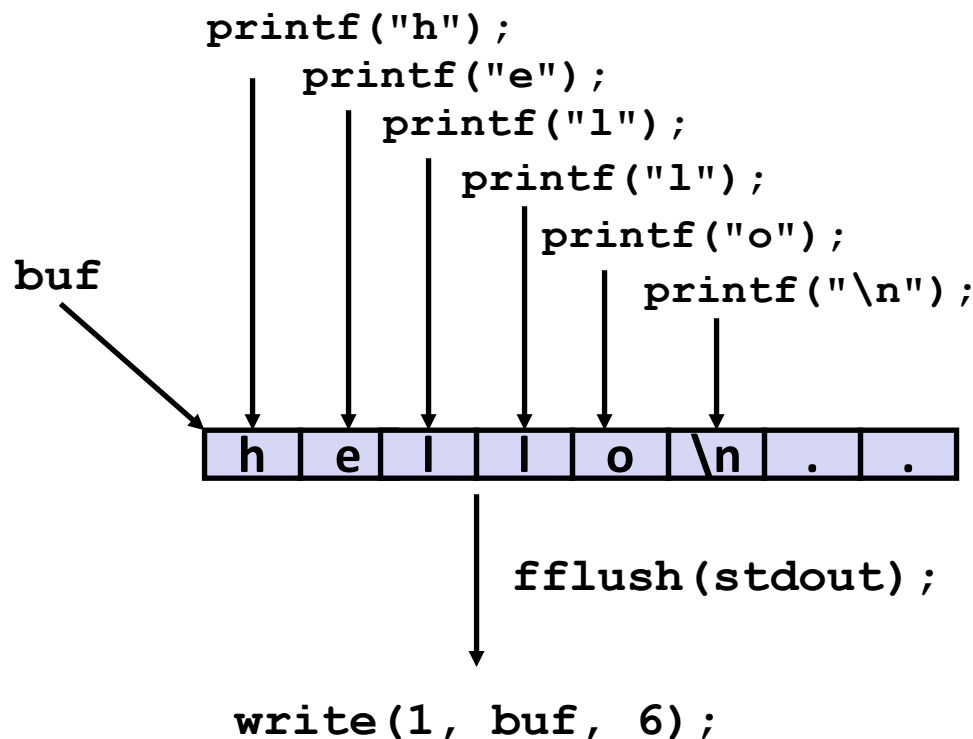 printf("h");
printf("e");
printf("l");
printf("l");
printf("o");
buf
printf("\n");
h e l l o \n . .
fflush(stdout);
write(1, buf, 6);